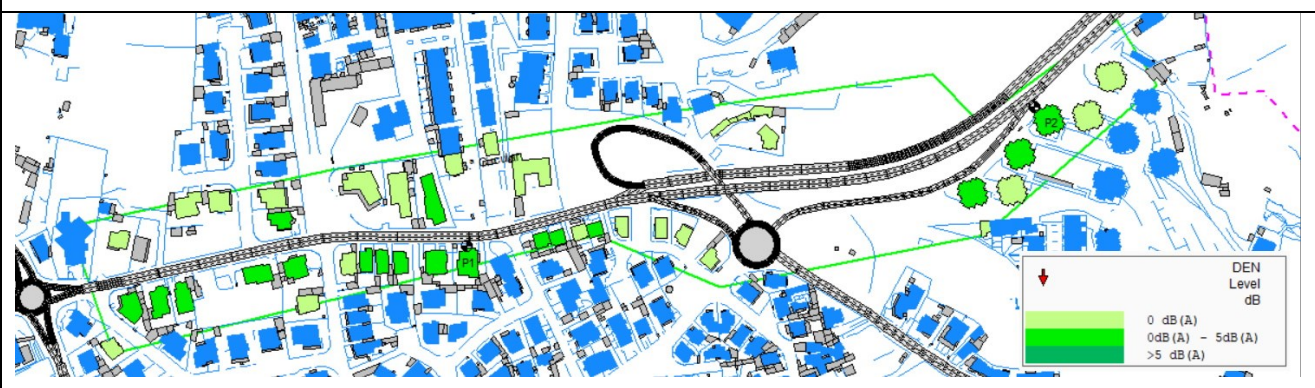 P2
P1
DEN
Level
dB
0 dB(A)
0dB(A) - 5dB(A)
>5 dB(A)